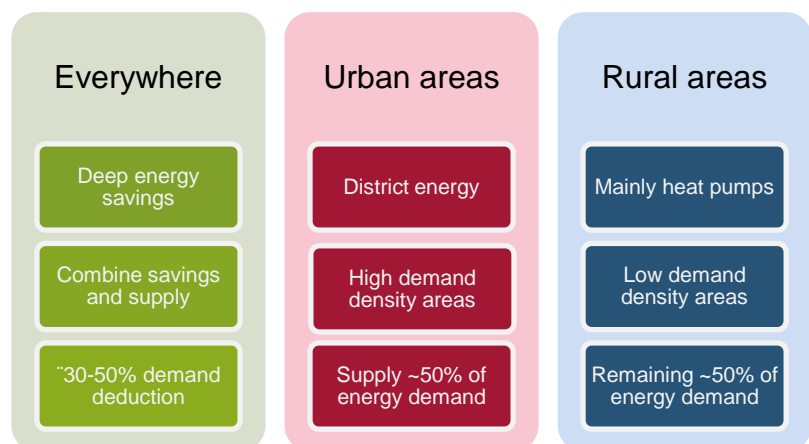 Everywhere
Deep energy
savings
Combine savings
and supply
¨30-50% demand
deduction
Urban areas
District energy
High demand
density areas
Supply ~50% of
energy demand
Rural areas
Mainly heat pumps
Low demand
density areas
Remaining ~50% of
energy demand